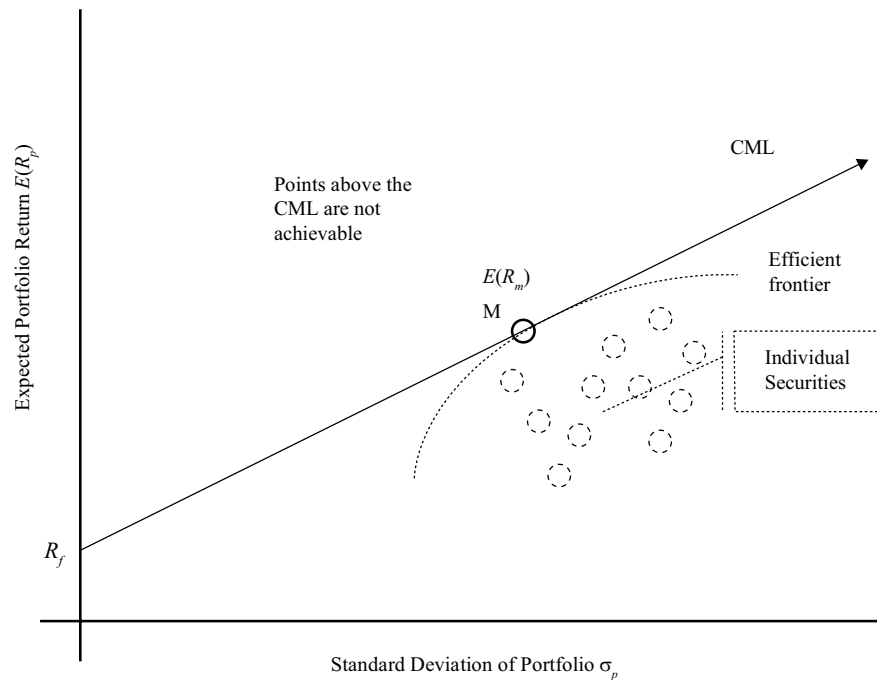 Expected Portfolio Return E(Rp)
CML
Points above the
CML are not
achievable
E(Rm)
M
Efficient
frontier
Individual
Securities
Rf
Standard Deviation of Portfolio σp